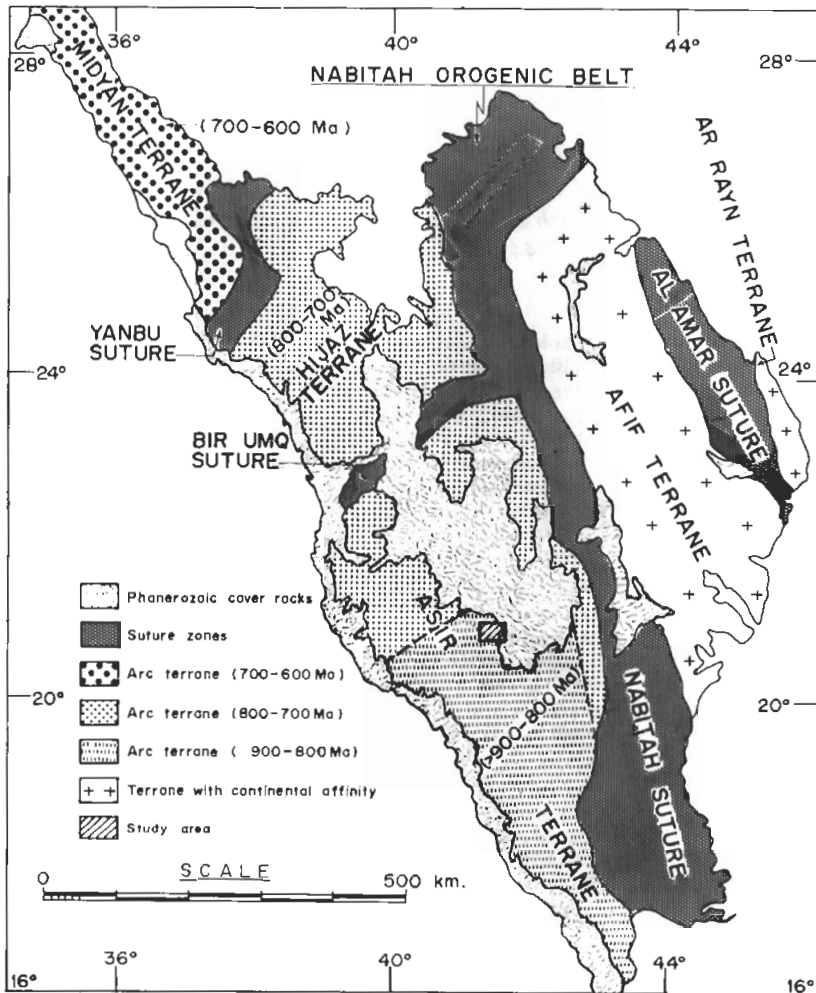 36°
40°
44°
28°
28°
NABITAH OROGENIC BELT
MIDYAN TERRANE
(700-600 Ma)
AR RAYN TERRANE
YANBU
SUTURE
(800-700
Ma)
HIJAZ
TERRANE
AL AMAR SUTURE
24°
24°
BIR UMQ
SUTURE
AFIF TERRANE
Phanerozoic cover rocks
Suture zones
Arc terrane (700-600 Ma)
Arc terrane (800-700 Ma)
Arc terrane ( 900-800 Ma)
Terrane with continental affinity
Study area
ASIR
TERRANE
(>900-800 Ma)
NABITAH SUTURE
20°
20°
SCALE
0
500 km.
16°
36°
40°
44°
16°